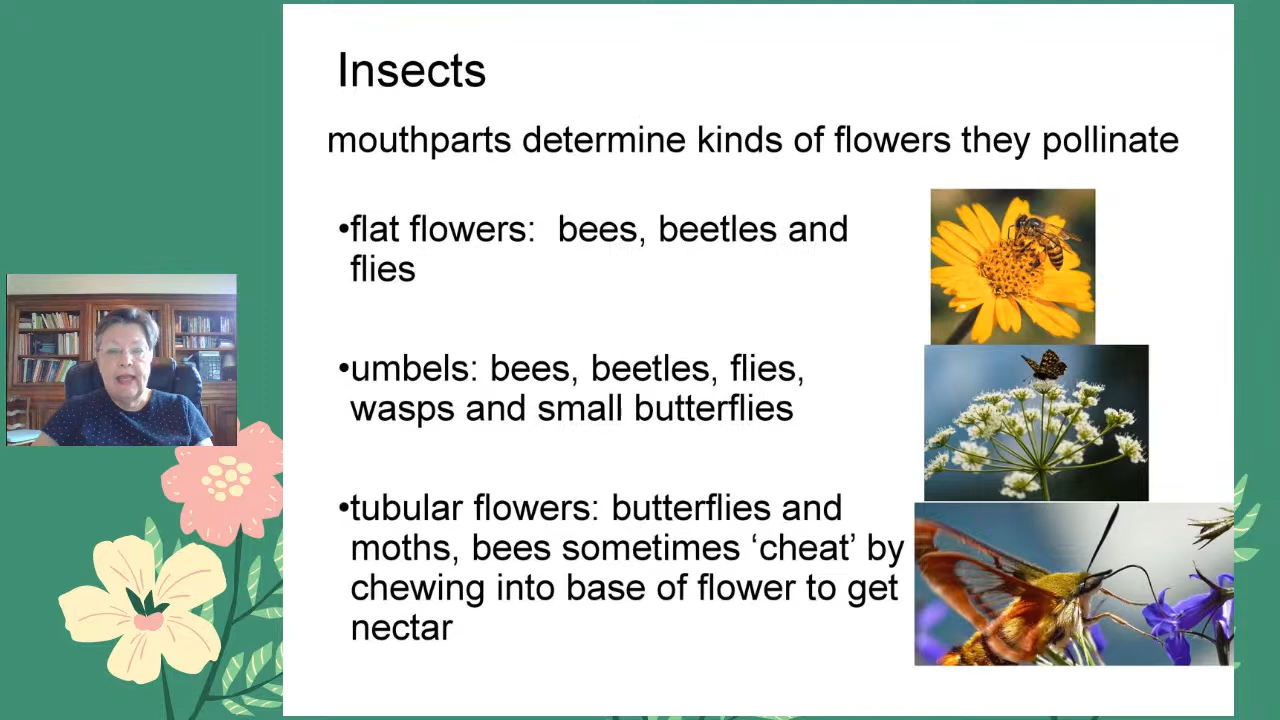 Insects
mouthparts determine kinds of flowers they pollinate
•flat flowers:  bees, beetles and
flies
•umbels: bees, beetles, flies,
wasps and small butterflies
•tubular flowers: butterflies and
moths, bees sometimes ‘cheat’ by
chewing into base of flower to get
nectar